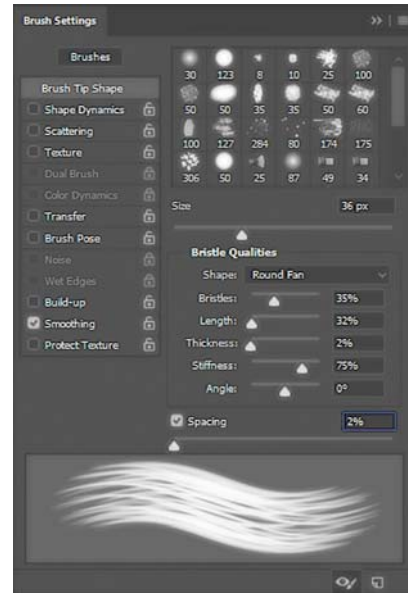 Brush Settings
Brushes
Brush Tip Shape
Shape Dynamics
Scattering
Texture
Dual Brush
Color Dynamics
Transfer
Brush Pose
Noise
Wet Edges
Build-up
Smoothing
Protect Texture
30 123 8 10 25 100
50 50 35 35 50 60
100 127 284 80 174 175
306 50 25 87 49 34
Size 36 px
Bristle Qualities
Shape: Round Fan
Bristles: 35%
Length: 32%
Thickness: 2%
Stiffness: 75%
Angle: 0°
Spacing 2%